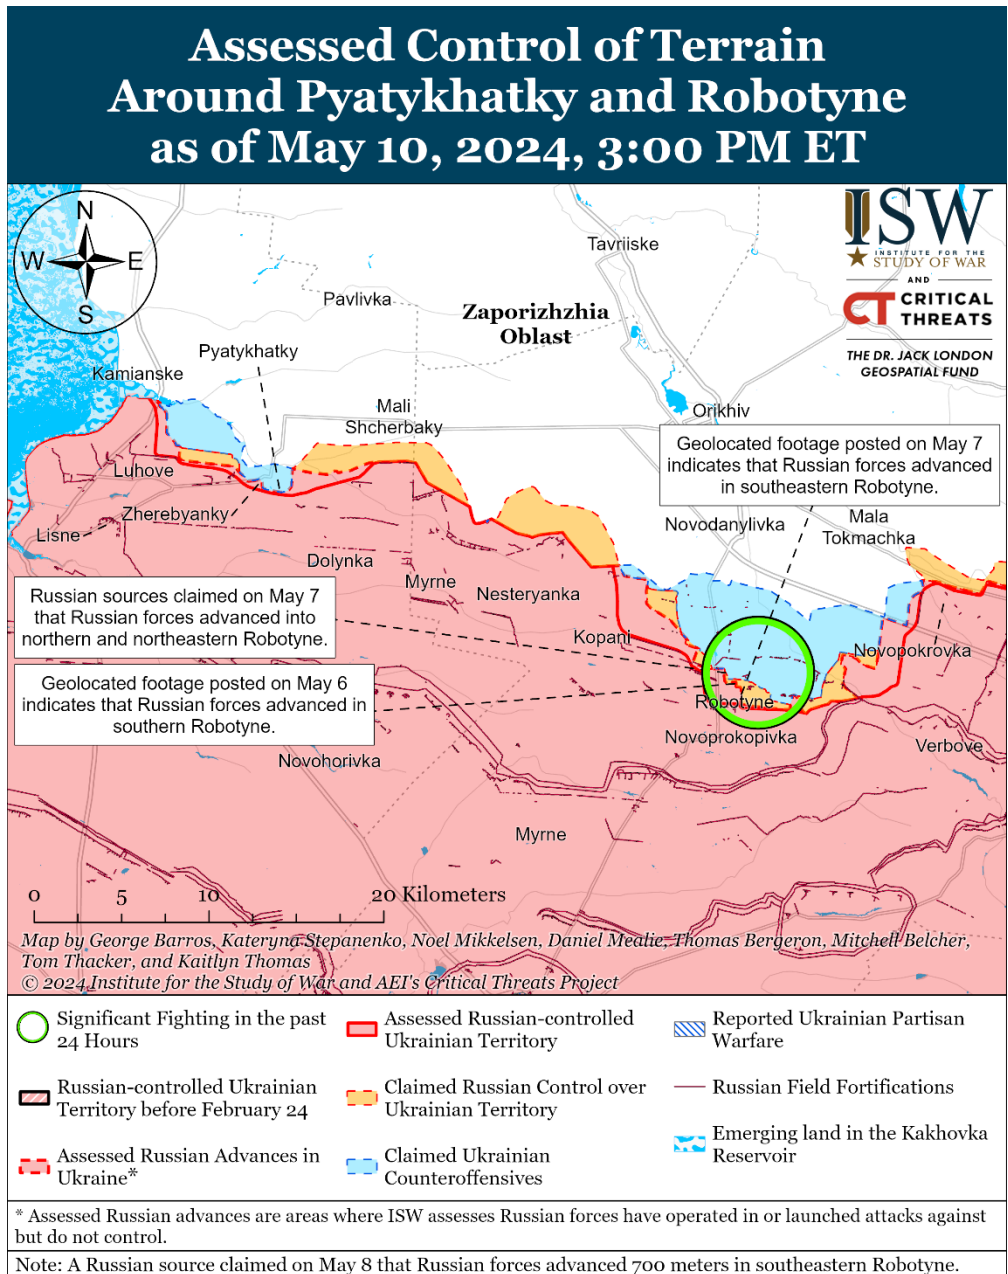 Assessed Control of Terrain
Around Pyatykhatky and Robotyne
as of May 10, 2024, 3:00 PM ET
N
W
E
S
ISW
INSTITUTE FOR THE
STUDY OF WAR
AND
CT CRITICAL
THREATS
THE DR. JACK LONDON
GEOSPATIAL FUND
Tavriiske
Pavlivka
Zaporizhzhia
Oblast
Pyatykhatky
Kamianske
Mali
Shcherbaky
Orikhiv
Geolocated footage posted on May 7
indicates that Russian forces advanced
in southeastern Robotyne.
Luhove
Zherebyanky
Lisne
Novodanylivka
Mala
Tokmachka
Dolynka
Myrne
Nesteryanka
Russian sources claimed on May 7
that Russian forces advanced into
northern and northeastern Robotyne.
Kopani
Novopokrovka
Geolocated footage posted on May 6
indicates that Russian forces advanced in
southern Robotyne.
Robotyne
Novoprokopivka
Verbove
Novohorivka
Myrne
0 5 10 20 Kilometers
Map by George Barros, Kateryna Stepanenko, Noel Mikkelsen, Daniel Mealie, Thomas Bergeron, Mitchell Belcher,
Tom Thacker, and Kaitlyn Thomas
© 2024 Institute for the Study of War and AEI's Critical Threats Project
Significant Fighting in the past
24 Hours
Russian-controlled Ukrainian
Territory before February 24
Assessed Russian Advances in
Ukraine*
Assessed Russian-controlled
Ukrainian Territory
Claimed Russian Control over
Ukrainian Territory
Claimed Ukrainian
Counteroffensives
Reported Ukrainian Partisan
Warfare
Russian Field Fortifications
Emerging land in the Kakhovka
Reservoir
* Assessed Russian advances are areas where ISW assesses Russian forces have operated in or launched attacks against
but do not control.
Note: A Russian source claimed on May 8 that Russian forces advanced 700 meters in southeastern Robotyne.